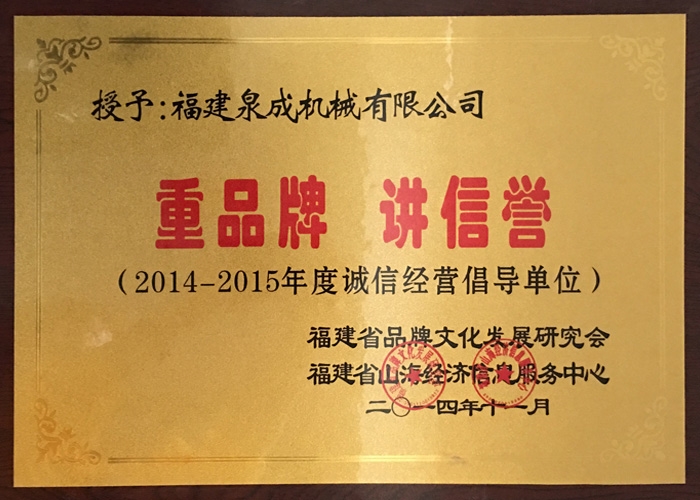 授予：福建泉成机械有限公司
重品牌 讲信誉
（2014-2015年度诚信经营倡导单位）
福建省品牌文化发展研究会
福建省山海经济信息服务中心
二〇一四年十一月